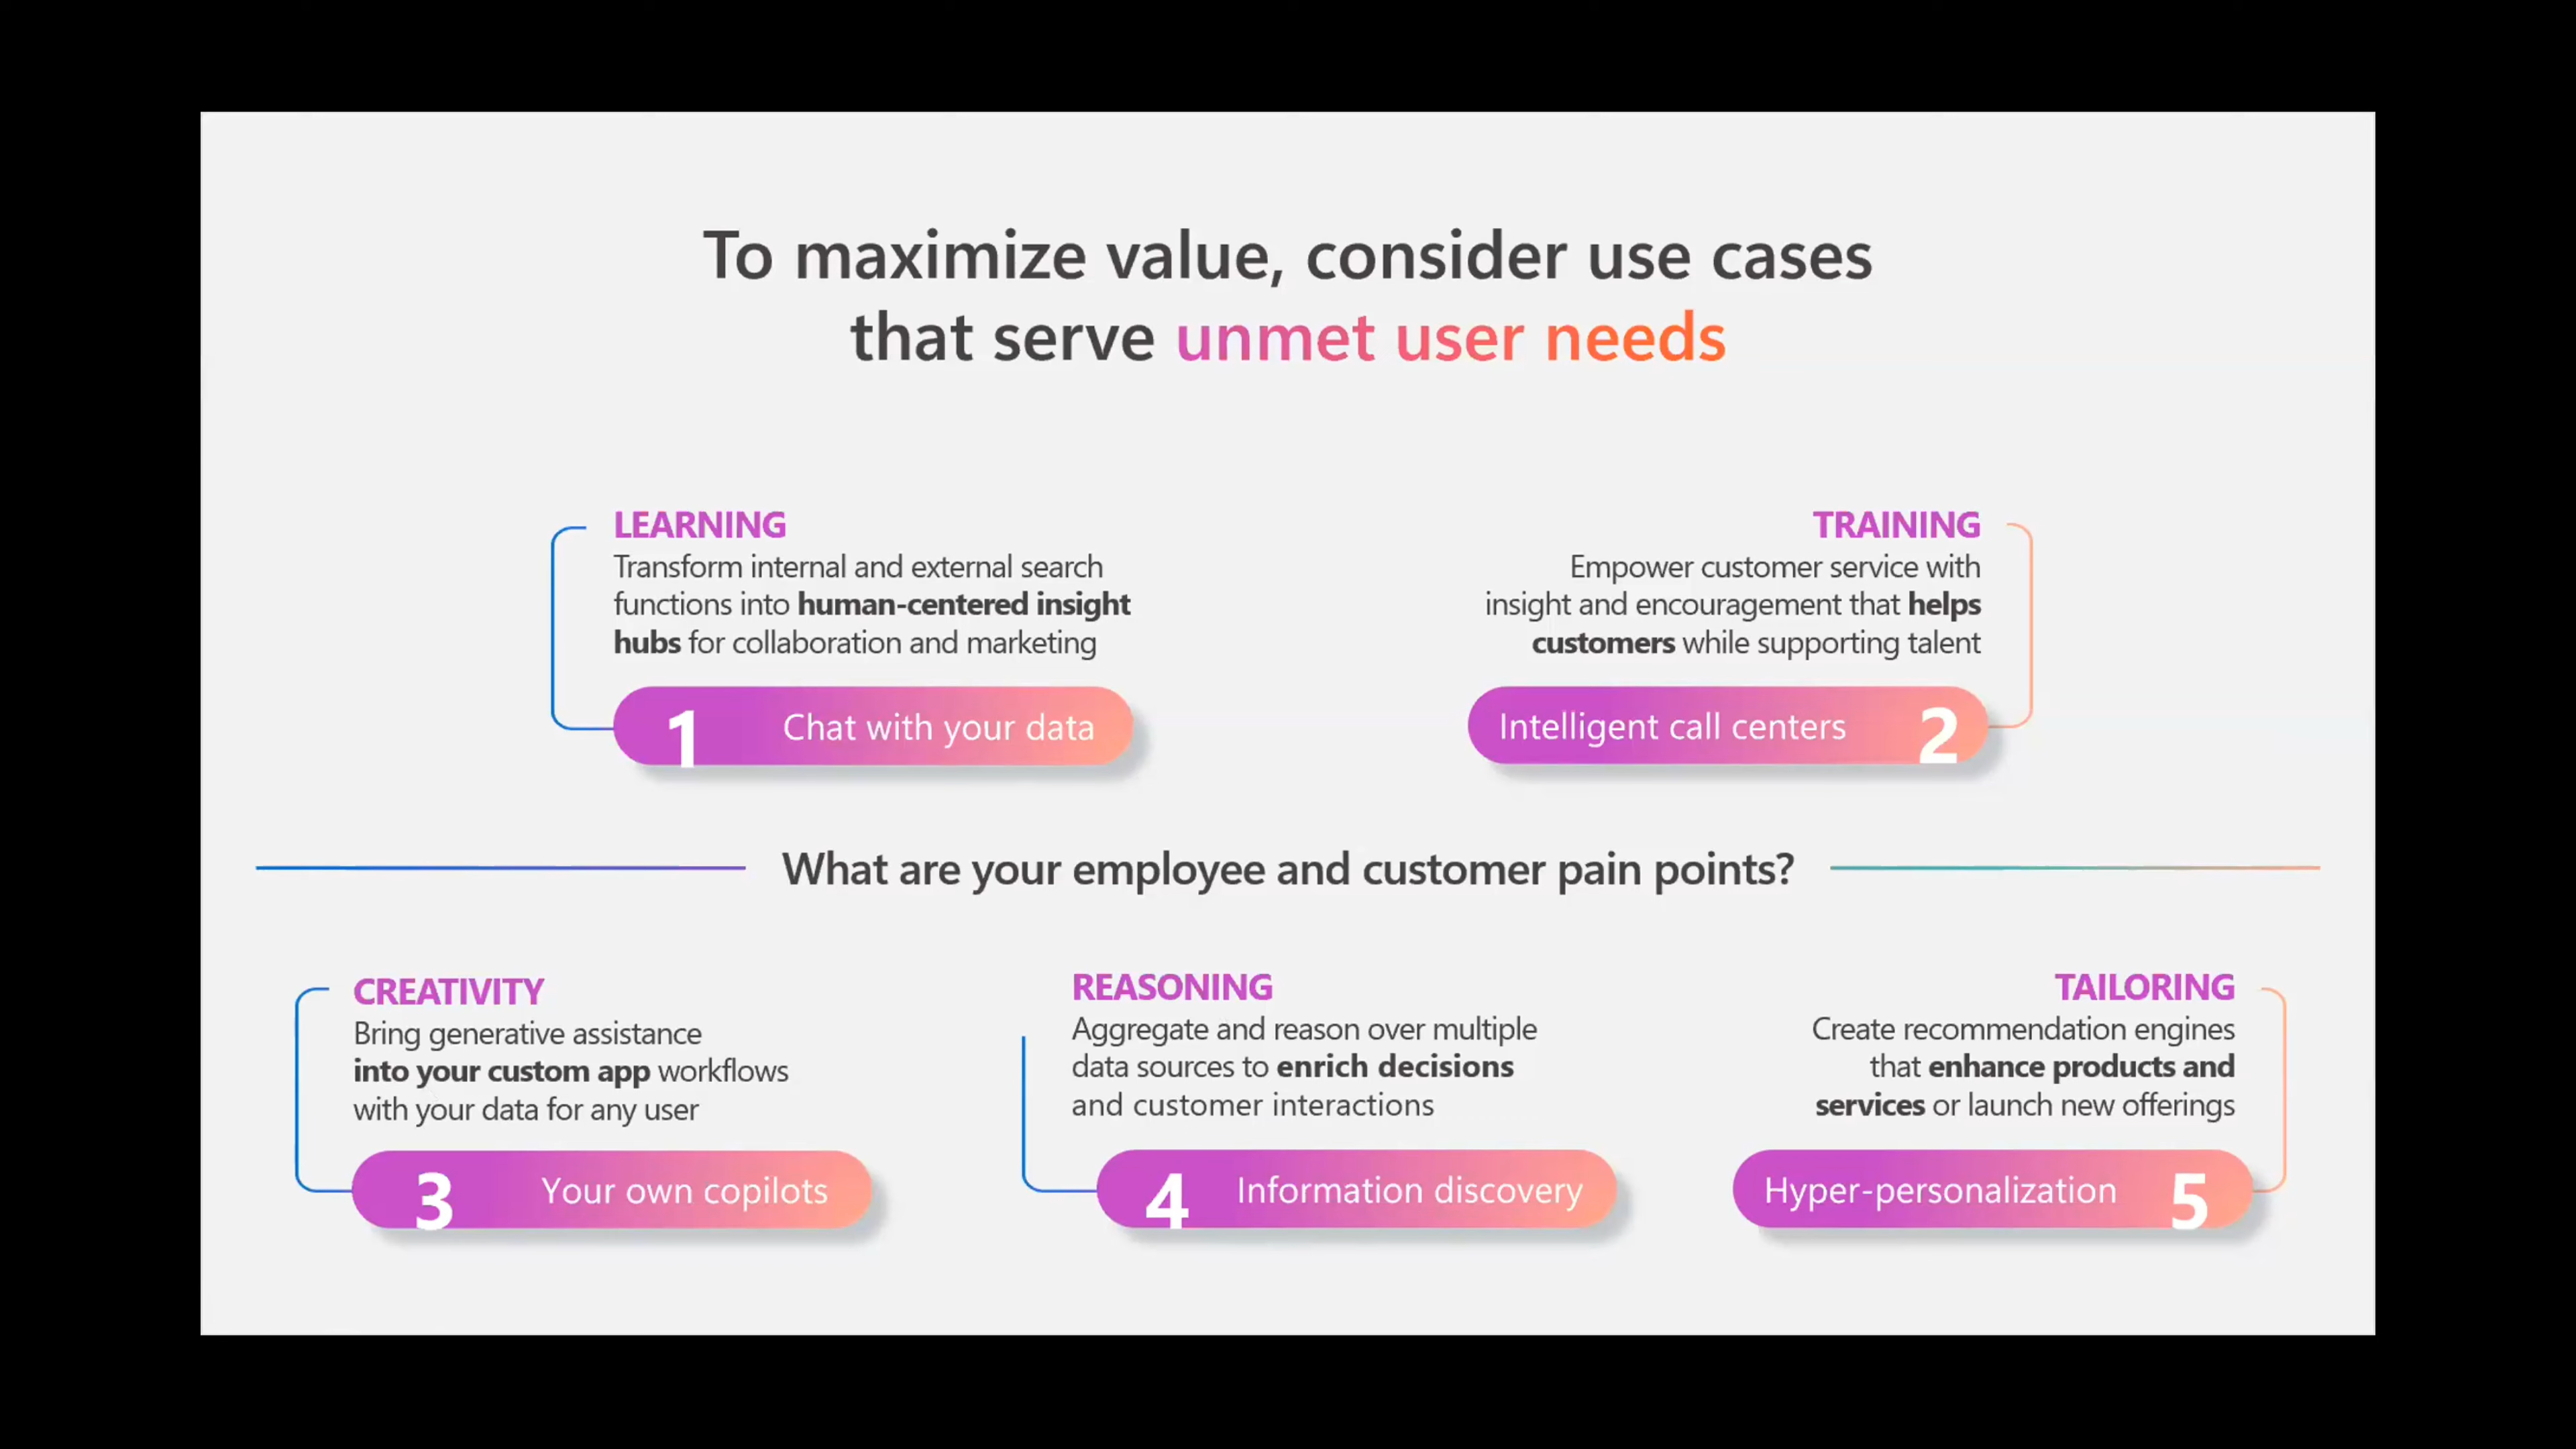 To maximize value, consider use cases
that serve unmet user needs
LEARNING
Transform internal and external search
functions into human-centered insight
hubs for collaboration and marketing
1 Chat with your data
TRAINING
Empower customer service with
insight and encouragement that helps
customers while supporting talent
Intelligent call centers 2
What are your employee and customer pain points?
CREATIVITY
Bring generative assistance
into your custom app workflows
with your data for any user
3 Your own copilots
REASONING
Aggregate and reason over multiple
data sources to enrich decisions
and customer interactions
4 Information discovery
TAILORING
Create recommendation engines
that enhance products and
services or launch new offerings
Hyper-personalization 5